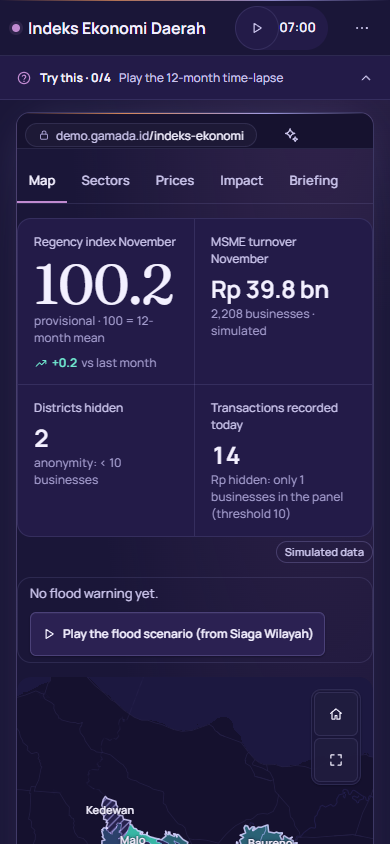 Indeks Ekonomi Daerah
07:00
Try this · 0/4 Play the 12-month time-lapse
demo.gamada.id/indeks-ekonomi
Map Sectors Prices Impact Briefing
Regency index November
100.2
provisional · 100 = 12-
month mean
+0.2 vs last month
MSME turnover
November
Rp 39.8 bn
2,208 businesses ·
simulated
Districts hidden
2
anonymity: < 10
businesses
Transactions recorded
today
14
Rp hidden: only 1
businesses in the panel
(threshold 10)
Simulated data
No flood warning yet.
Play the flood scenario (from Siaga Wilayah)
Kedewan
Malo
Baureno